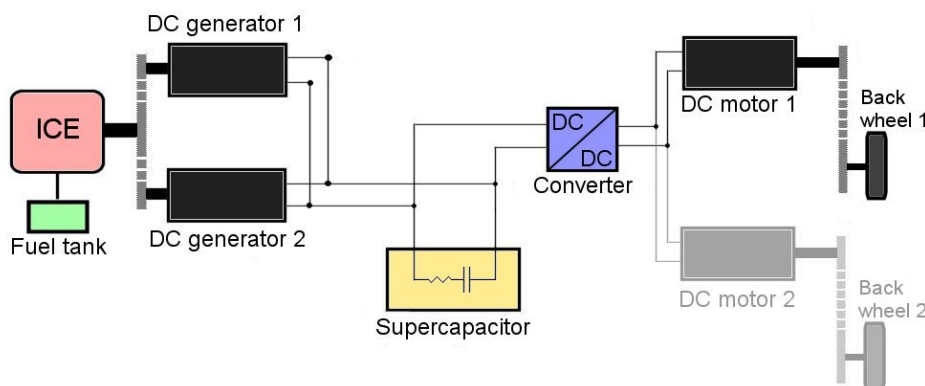 DC generator 1
ICE
Fuel tank
DC generator 2
Supercapacitor
DC
DC
Converter
DC motor 1
Back
wheel 1
DC motor 2
Back
wheel 2